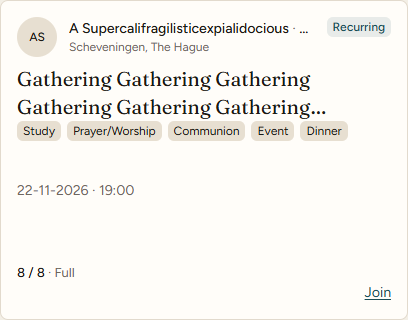 AS
A Supercalifragilisticexpialidocious · ...
Recurring
Scheveningen, The Hague
Gathering Gathering Gathering
Gathering Gathering Gathering...
Study Prayer/Worship Communion Event Dinner
22-11-2026 · 19:00
8 / 8 · Full
Join